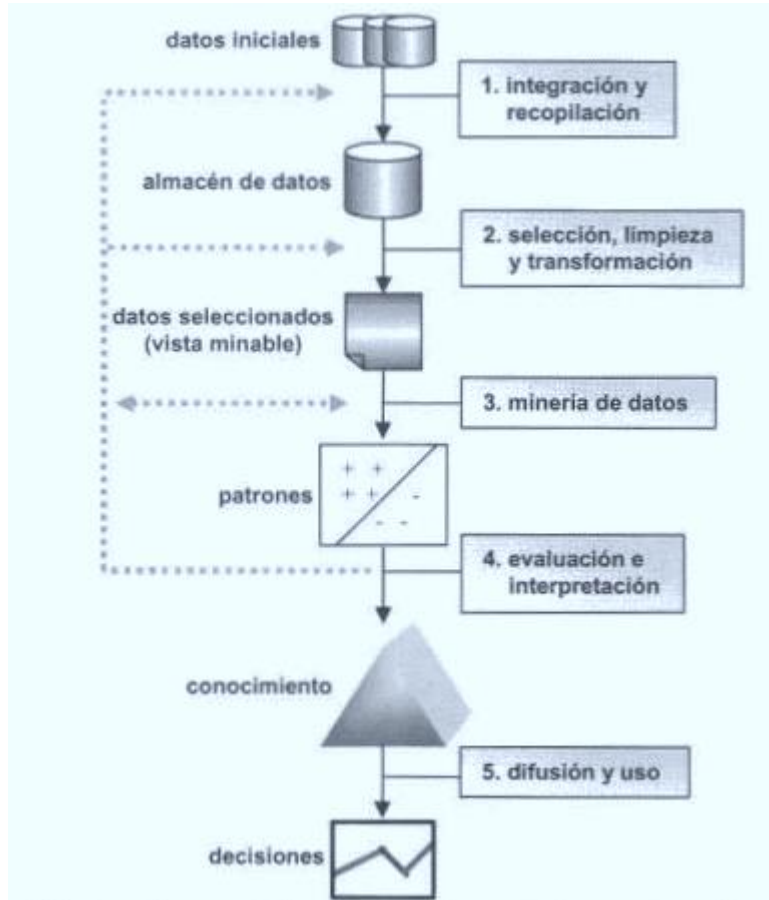 datos iniciales
1. integración y
recopilación
almacén de datos
2. selección, limpieza
y transformación
datos seleccionados
(vista minable)
3. minería de datos
+ +
+ + -
- -
patrones
4. evaluación e
interpretación
conocimiento
5. difusión y uso
decisiones